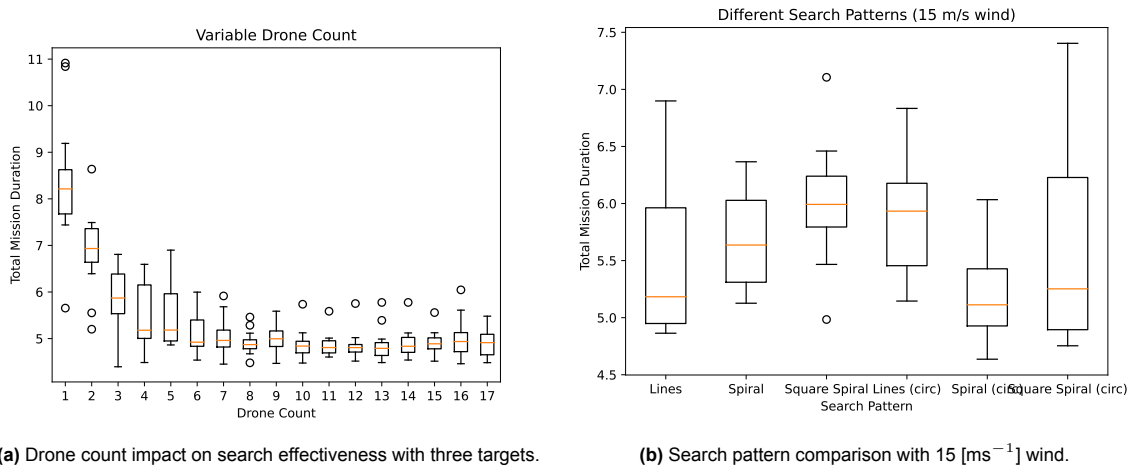 Variable Drone Count
Total Mission Duration
11
10
9
8
7
6
5
1 2 3 4 5 6 7 8 9 10 11 12 13 14 15 16 17
Drone Count
(a) Drone count impact on search effectiveness with three targets.
Different Search Patterns (15 m/s wind)
Total Mission Duration
7.5
7.0
6.5
6.0
5.5
5.0
4.5
Lines Spiral Square Spiral Lines (circ) Spiral (circ) Square Spiral (circ)
Search Pattern
(b) Search pattern comparison with 15 [ms⁻¹] wind.